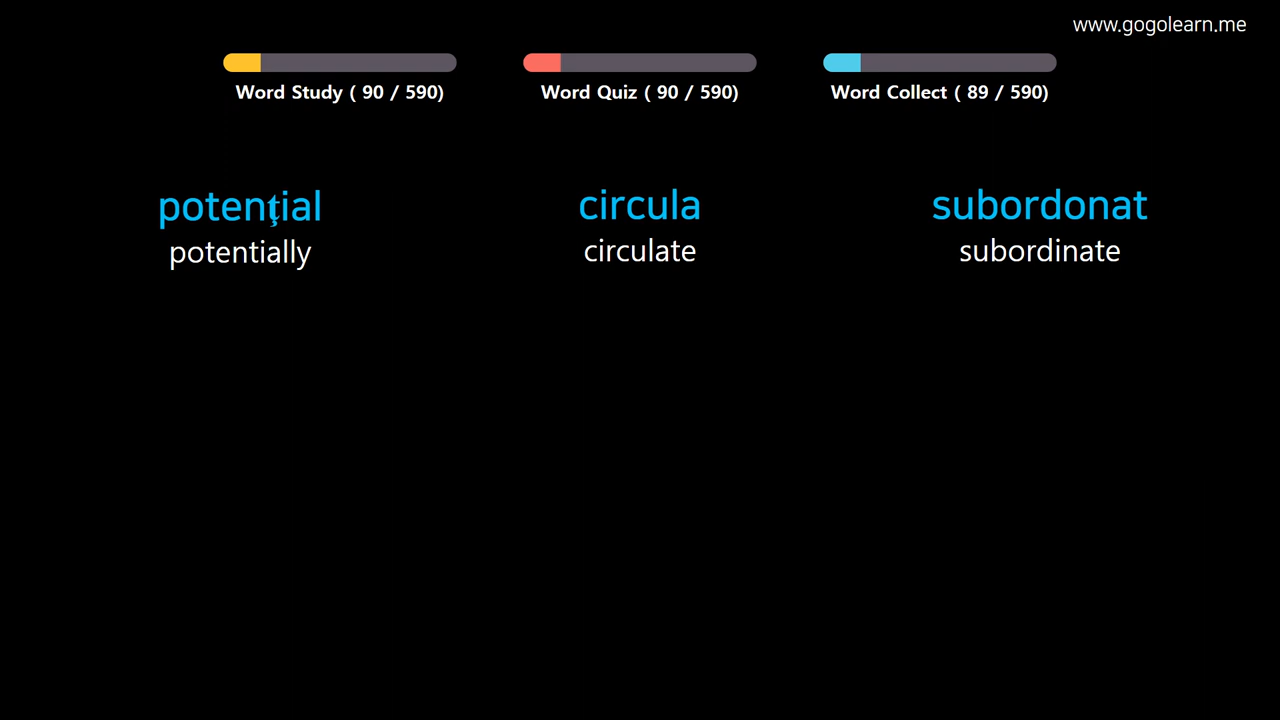 www.gogolearn.me
Word Study ( 90 / 590)
Word Quiz ( 90 / 590)
Word Collect ( 89 / 590)
potenţial
potentially
circula
circulate
subordonat
subordinate